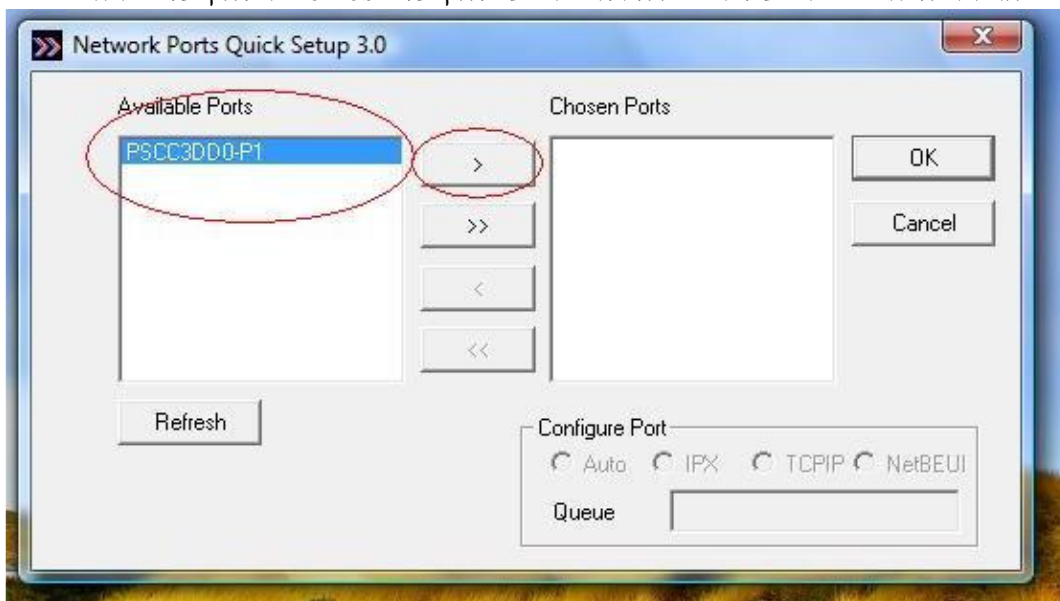 Network Ports Quick Setup 3.0
Available Ports
Chosen Ports
PSCC3DD0-P1
>
OK
>>
Cancel
<
<<
Refresh
Configure Port
Auto IPX TCPIP NetBEUI
Queue